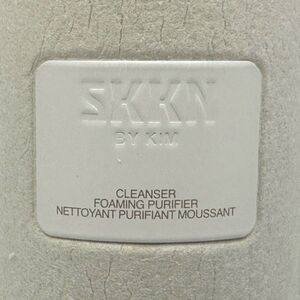 SKKN
BY KIM
CLEANSER
FOAMING PURIFIER
NETTOYANT PURIFIANT MOUSSANT